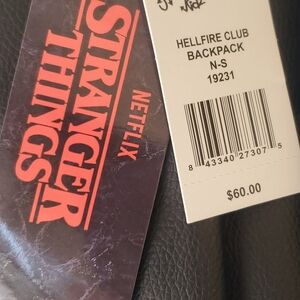 NETFLIX
STRANGER
THINGS
HELLFIRE CLUB
BACKPACK
N-S
19231
8 43340 27307 5
$60.00